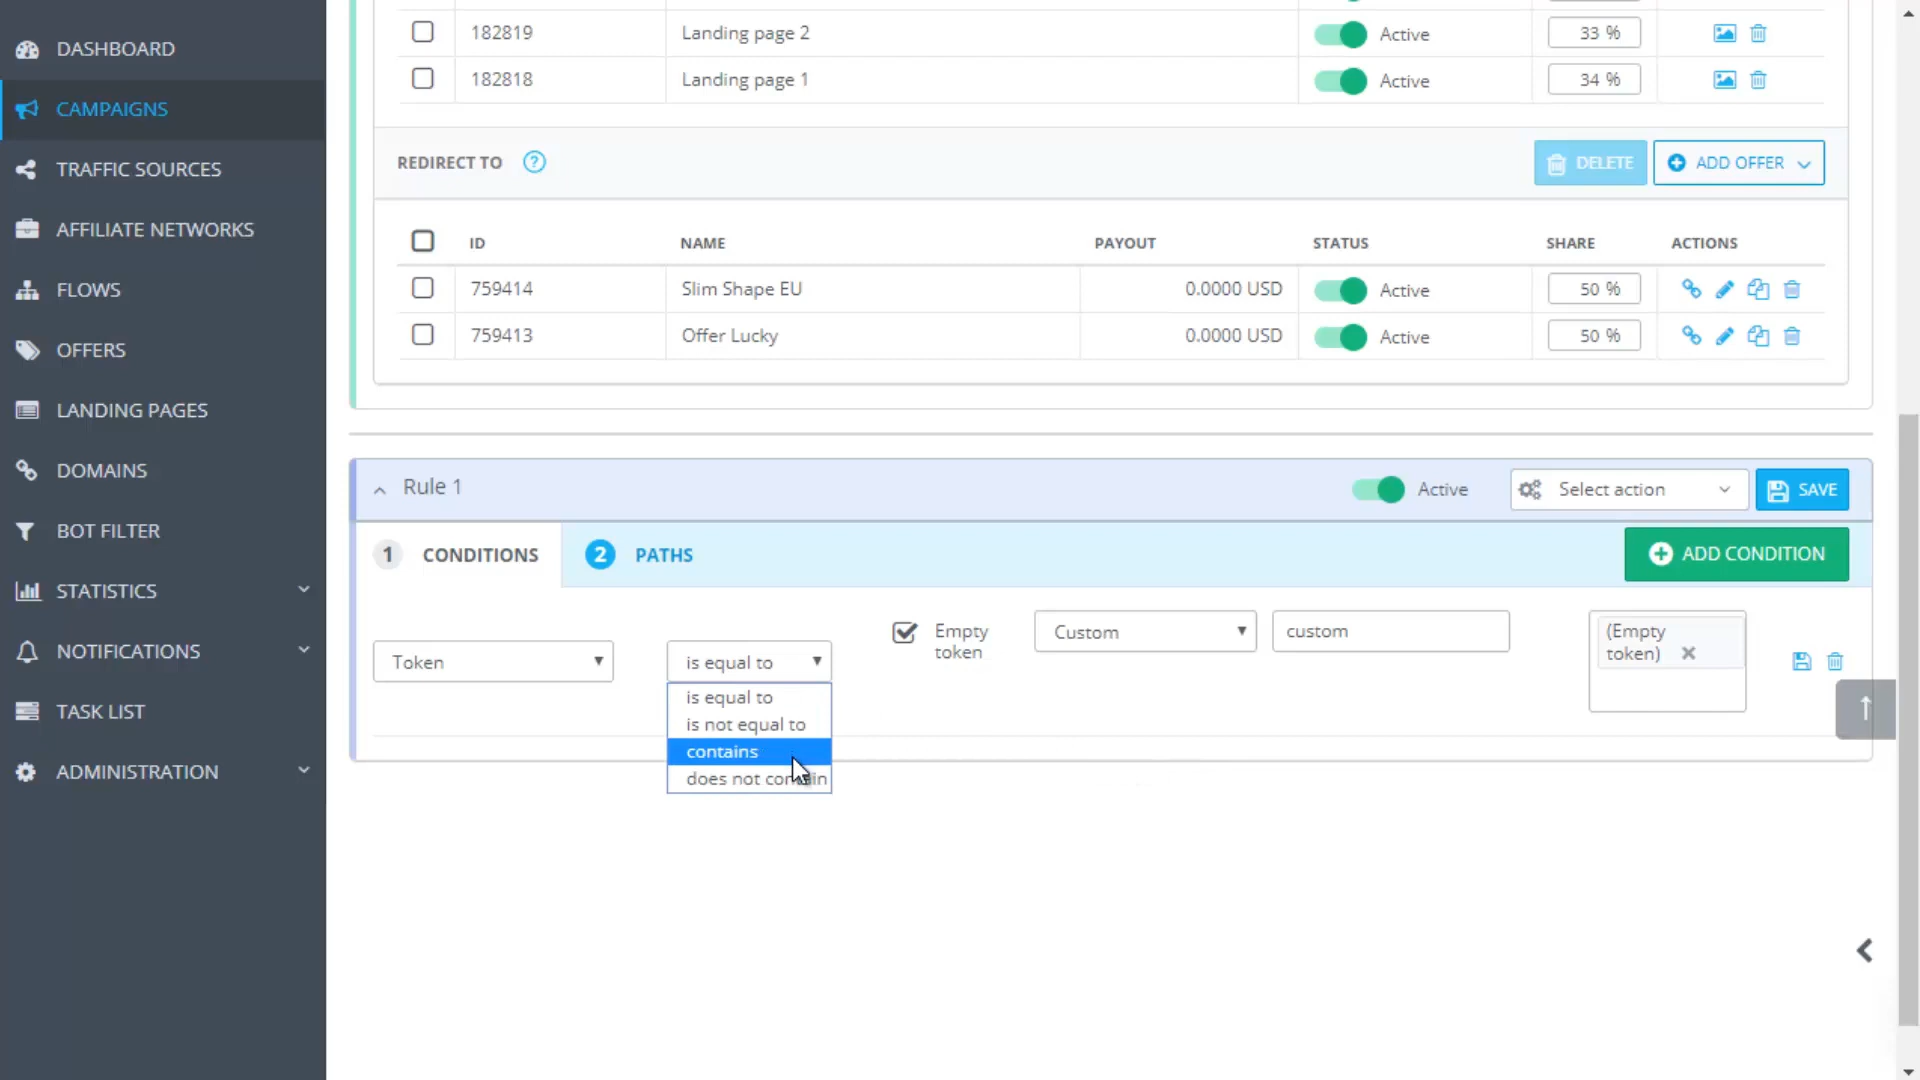 DASHBOARD
CAMPAIGNS
TRAFFIC SOURCES
AFFILIATE NETWORKS
FLOWS
OFFERS
LANDING PAGES
DOMAINS
BOT FILTER
STATISTICS
NOTIFICATIONS
TASK LIST
ADMINISTRATION
182819 Landing page 2 Active 33 %
182818 Landing page 1 Active 34 %
REDIRECT TO ? DELETE ADD OFFER
ID NAME PAYOUT STATUS SHARE ACTIONS
759414 Slim Shape EU 0.0000 USD Active 50 %
759413 Offer Lucky 0.0000 USD Active 50 %
Rule 1 Active Select action SAVE
1 CONDITIONS 2 PATHS ADD CONDITION
Token is equal to Empty token Custom custom (Empty token)
is equal to
is not equal to
contains
does not contain